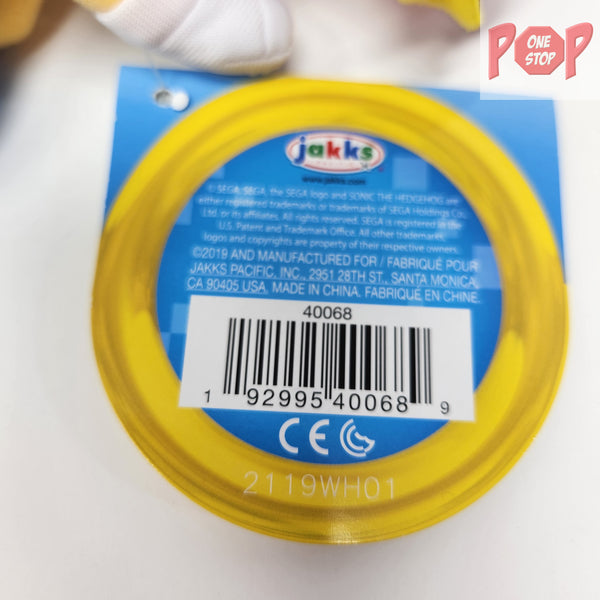 POP
ONE
STOP
jakks
www.jakks.com
© SEGA. SEGA, the SEGA logo and SONIC THE HEDGEHOG are
either registered trademarks or trademarks of SEGA Holdings Co.,
Ltd. or its affiliates. All rights reserved. SEGA is registered in the
U.S. Patent and Trademark Office. All other trademarks,
logos and copyrights are property of their respective owners.
©2019 AND MANUFACTURED FOR / FABRIQUÉ POUR
JAKKS PACIFIC, INC., 2951 28TH ST., SANTA MONICA,
CA 90405 USA. MADE IN CHINA. FABRIQUÉ EN CHINE.
40068
1 92995 40068 9
CE
2119WH01